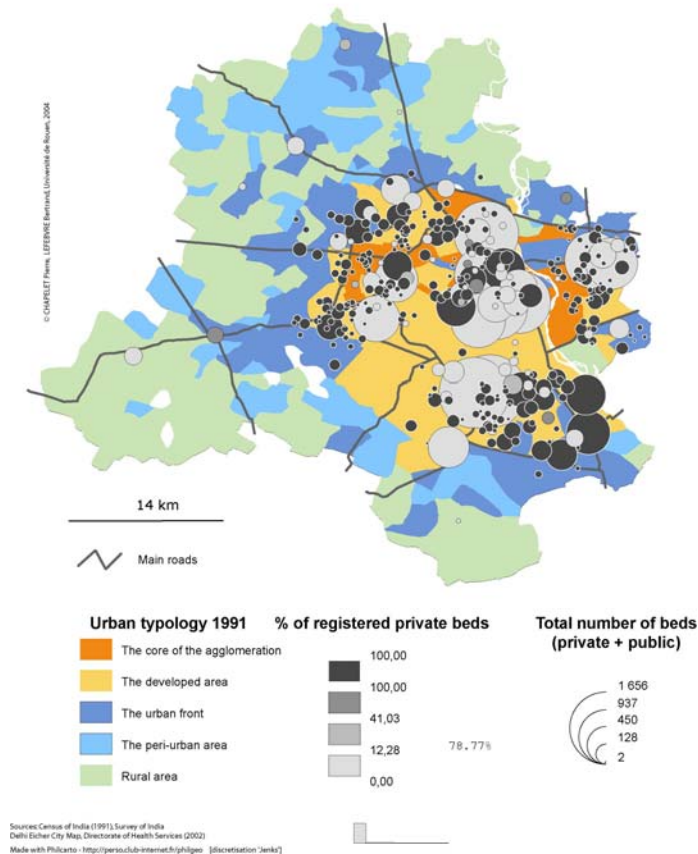 © CHAPELET Pierre, LEFEBVRE Bertrand, Université de Rouen, 2004
14 km
Main roads
Urban typology 1991
The core of the agglomeration
The developed area
The urban front
The peri-urban area
Rural area
% of registered private beds
100,00
100,00
41,03
12,28
0,00
78.77%
Total number of beds
(private + public)
1 656
937
450
128
2
Sources: Census of India (1991), Survey of India
Delhi Eicher City Map, Directorate of Health Services (2002)
Made with Philcarto - http://perso.club-internet.fr/philgeo [discretisation 'Jenks']